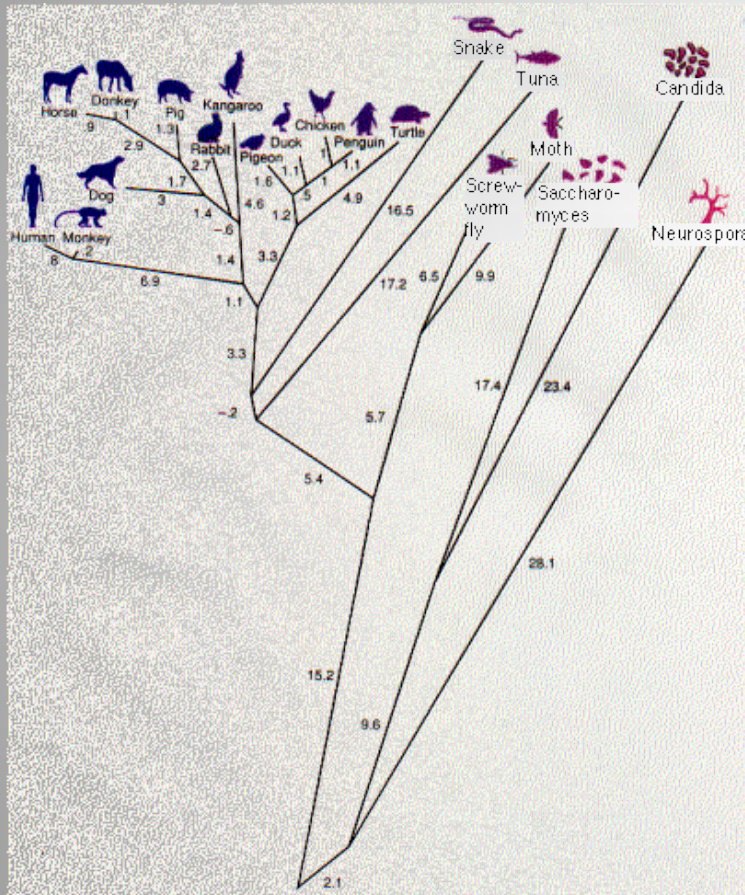 Snake
Tuna
Candida
Horse
Donkey
Pig
Kangaroo
Rabbit
Pigeon
Duck
Chicken
Penguin
Turtle
Moth
Screw-
worm
fly
Saccharo-
myces
Neurospora
Dog
Human
Monkey
.9
1.1
1.3
2.9
2.7
1.7
3
1.4
-.6
4.6
1.6
1.1
1
1.1
.5
1
1.2
4.9
16.5
17.2
6.5
9.9
.8
.2
6.9
1.4
3.3
1.1
3.3
-.2
5.4
5.7
17.4
23.4
28.1
15.2
9.6
2.1